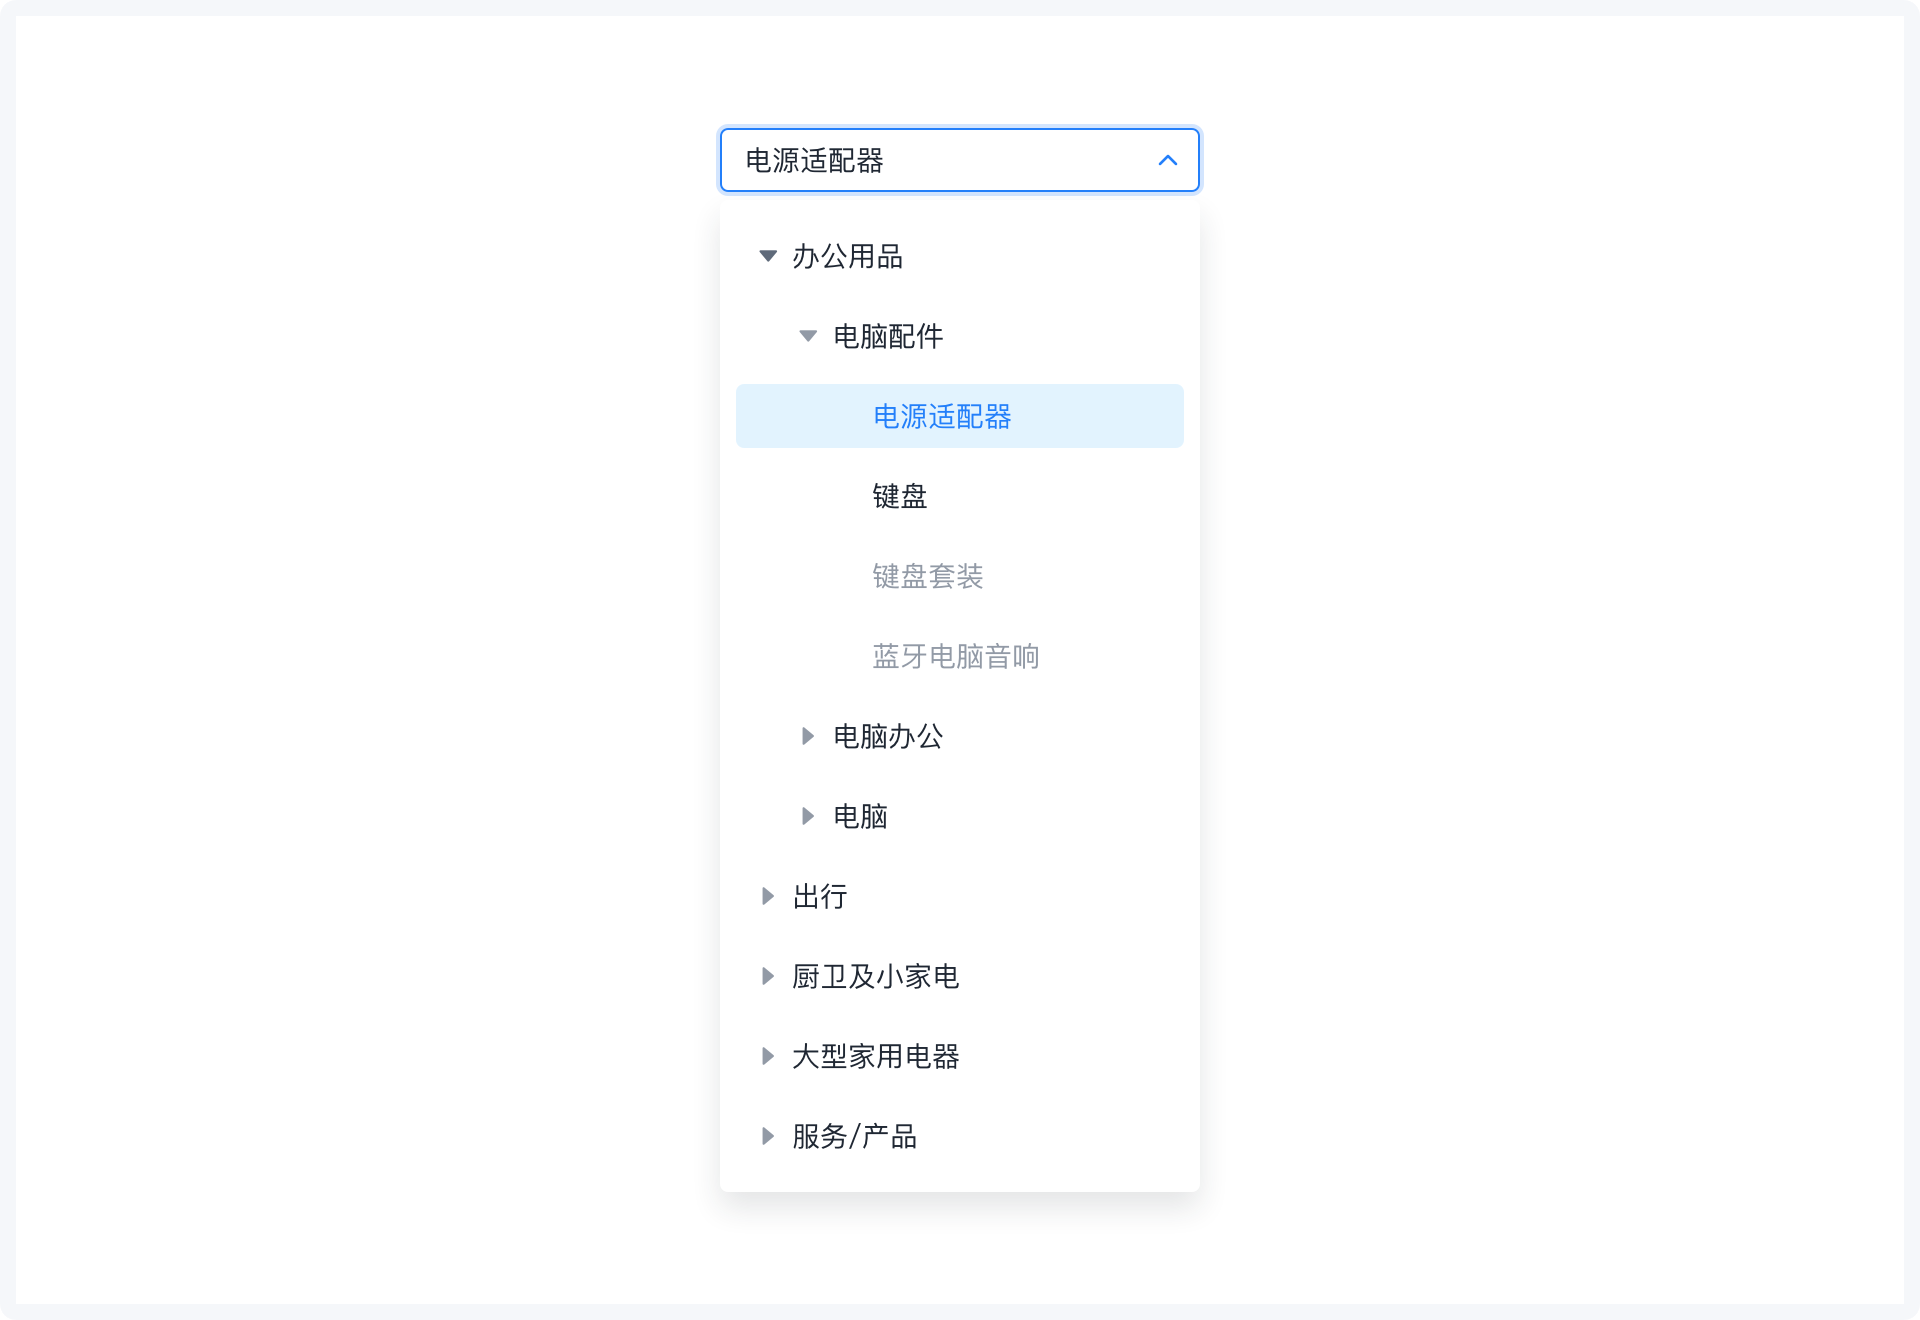 电源适配器
办公用品
电脑配件
电源适配器
键盘
键盘套装
蓝牙电脑音响
电脑办公
电脑
出行
厨卫及小家电
大型家用电器
服务/产品